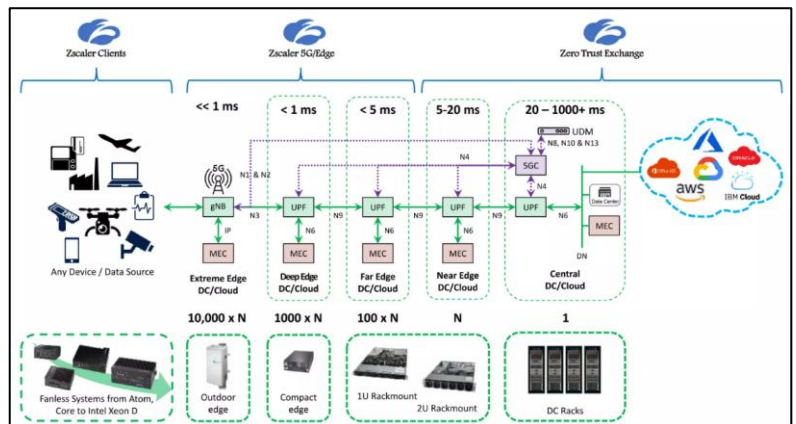 Zscaler Clients
Zscaler 5G/Edge
Zero Trust Exchange
<< 1 ms
< 1 ms
< 5 ms
5-20 ms
20 – 1000+ ms
UDM
N8, N10 & N13
5G
N1 & N2
N4
5GC
N4
gNB
N3
UPF
N9
UPF
N9
UPF
N9
UPF
N6
Data Center
IP
N6
N6
N6
MEC
MEC
MEC
MEC
MEC
DN
Office 365
ORACLE
aws
IBM Cloud
Any Device / Data Source
Extreme Edge
DC/Cloud
Deep Edge
DC/Cloud
Far Edge
DC/Cloud
Near Edge
DC/Cloud
Central
DC/Cloud
10,000 x N
1000 x N
100 x N
N
1
Fanless Systems from Atom,
Core to Intel Xeon D
Outdoor
edge
Compact
edge
1U Rackmount
2U Rackmount
DC Racks